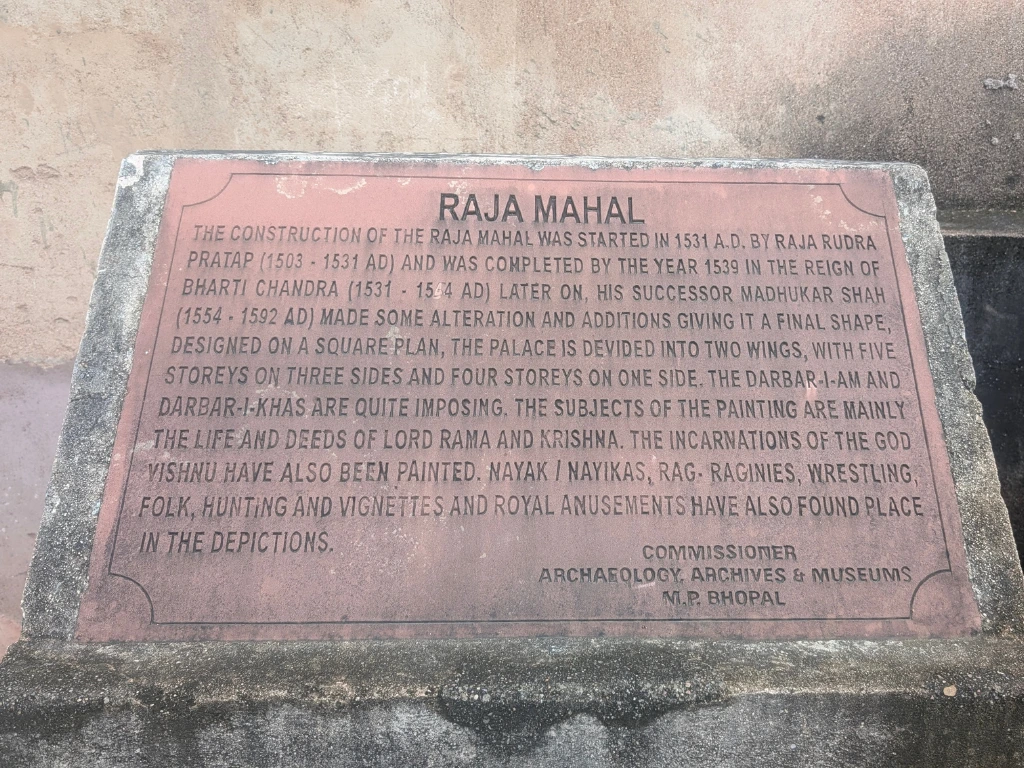 RAJA MAHAL
THE CONSTRUCTION OF THE RAJA MAHAL WAS STARTED IN 1531 A.D. BY RAJA RUDRA
PRATAP (1503 - 1531 AD) AND WAS COMPLETED BY THE YEAR 1539 IN THE REIGN OF
BHARTI CHANDRA (1531 - 1554 AD) LATER ON, HIS SUCCESSOR MADHUKAR SHAH
(1554 - 1592 AD) MADE SOME ALTERATION AND ADDITIONS GIVING IT A FINAL SHAPE,
DESIGNED ON A SQUARE PLAN, THE PALACE IS DEVIDED INTO TWO WINGS, WITH FIVE
STOREYS ON THREE SIDES AND FOUR STOREYS ON ONE SIDE. THE DARBAR-I-AM AND
DARBAR-I-KHAS ARE QUITE IMPOSING. THE SUBJECTS OF THE PAINTING ARE MAINLY
THE LIFE AND DEEDS OF LORD RAMA AND KRISHNA. THE INCARNATIONS OF THE GOD
VISHNU HAVE ALSO BEEN PAINTED. NAYAK / NAYIKAS, RAG- RAGINIES, WRESTLING,
FOLK, HUNTING AND VIGNETTES AND ROYAL ANUSEMENTS HAVE ALSO FOUND PLACE
IN THE DEPICTIONS.
COMMISSIONER
ARCHAEOLOGY, ARCHIVES & MUSEUMS
M.P. BHOPAL